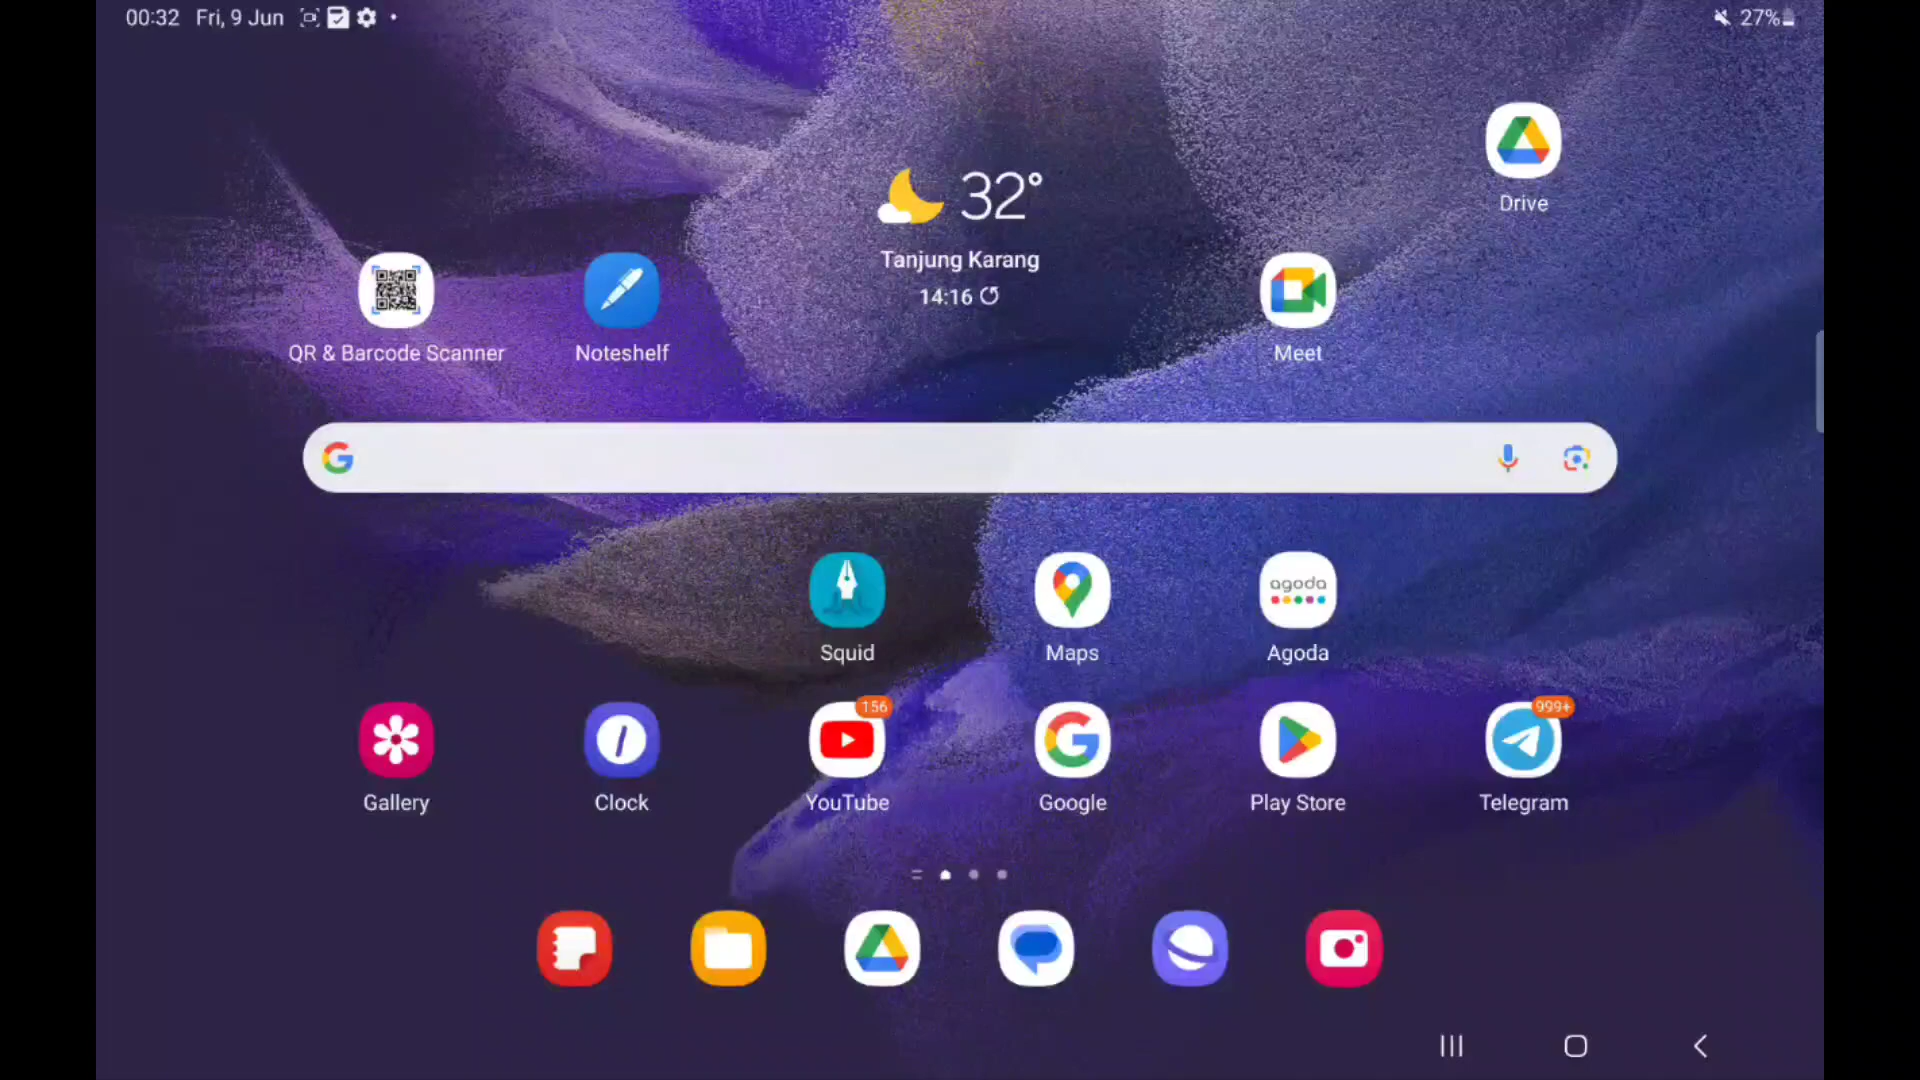 00:32 Fri, 9 Jun
27%
Drive
32°
Tanjung Karang
14:16
QR & Barcode Scanner
Noteshelf
Meet
agoda
Squid
Maps
Agoda
156
999+
Gallery
Clock
YouTube
Google
Play Store
Telegram